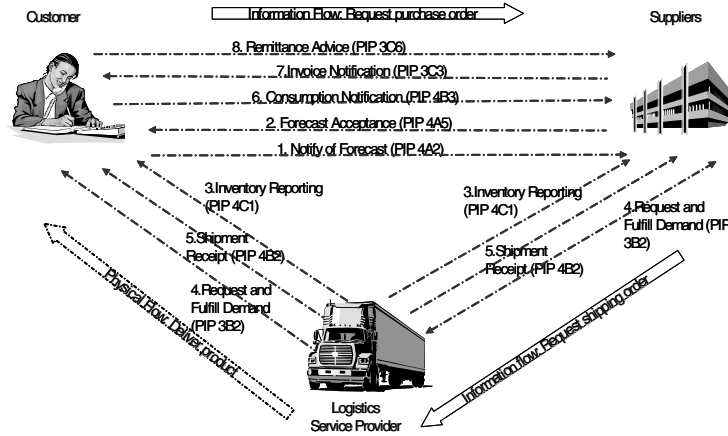 Customer
Information Flow: Request purchase order
Suppliers
8. Remittance Advice (PIP 3C6)
7.Invoice Notification (PIP 3C3)
6. Consumption Notification (PIP 4B3)
2. Forecast Acceptance (PIP 4A5)
1. Notify of Forecast (PIP 4A2)
3.Inventory Reporting
(PIP 4C1)
3.Inventory Reporting
(PIP 4C1)
4.Request and
Fulfill Demand (PIP
3B2)
5.Shipment
Receipt (PIP 4B2)
5.Shipment
Receipt (PIP 4B2)
4.Request and
Fulfill Demand
(PIP 3B2)
Physical Flow: Deliver product
Information flow: Request shipping order
Logistics
Service Provider